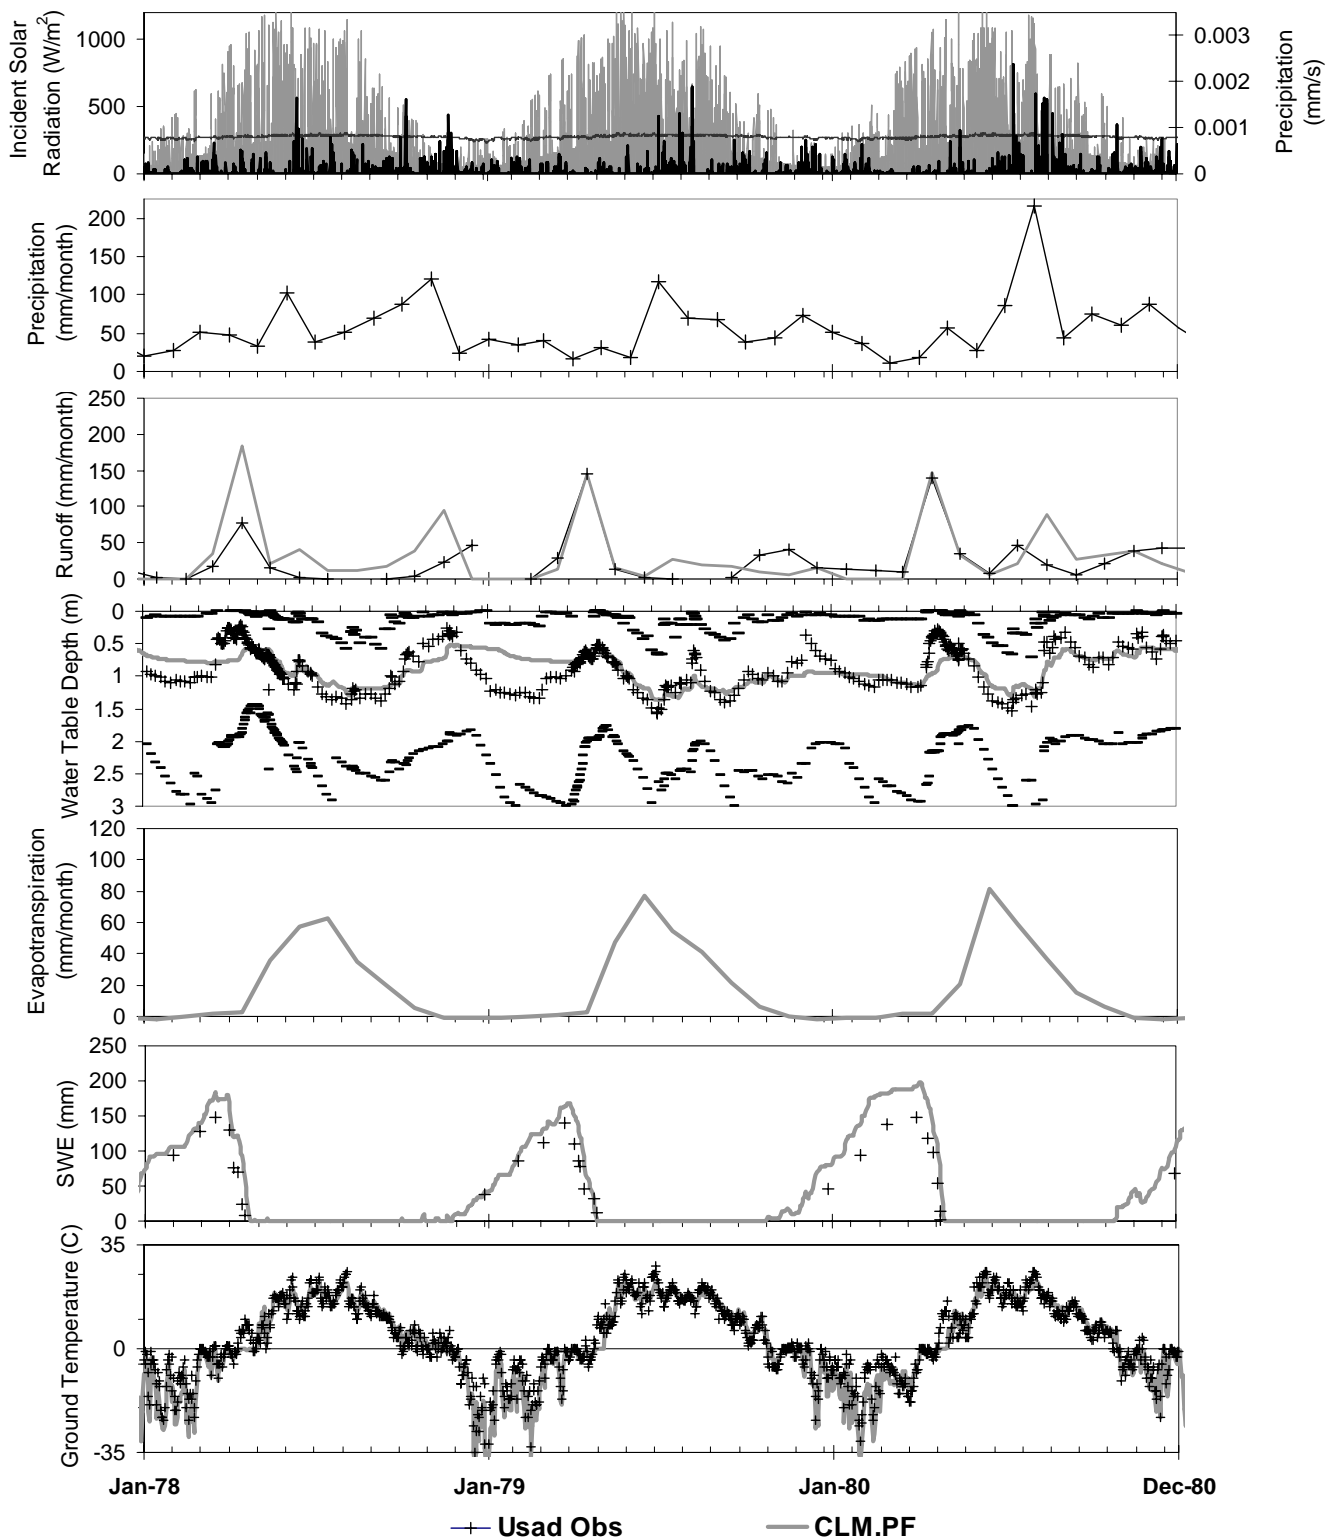 Incident Solar
Radiation (W/m²)
1000
500
0
0.003
0.002
0.001
0
Precipitation
(mm/s)
Precipitation
(mm/month)
200
150
100
50
0
Runoff (mm/month)
250
200
150
100
50
0
Water Table Depth (m)
0
0.5
1
1.5
2
2.5
3
Evapotranspiration
(mm/month)
120
100
80
60
40
20
0
SWE (mm)
250
200
150
100
50
0
Ground Temperature (C)
35
0
-35
Jan-78
Jan-79
Jan-80
Dec-80
Usad Obs
CLM.PF